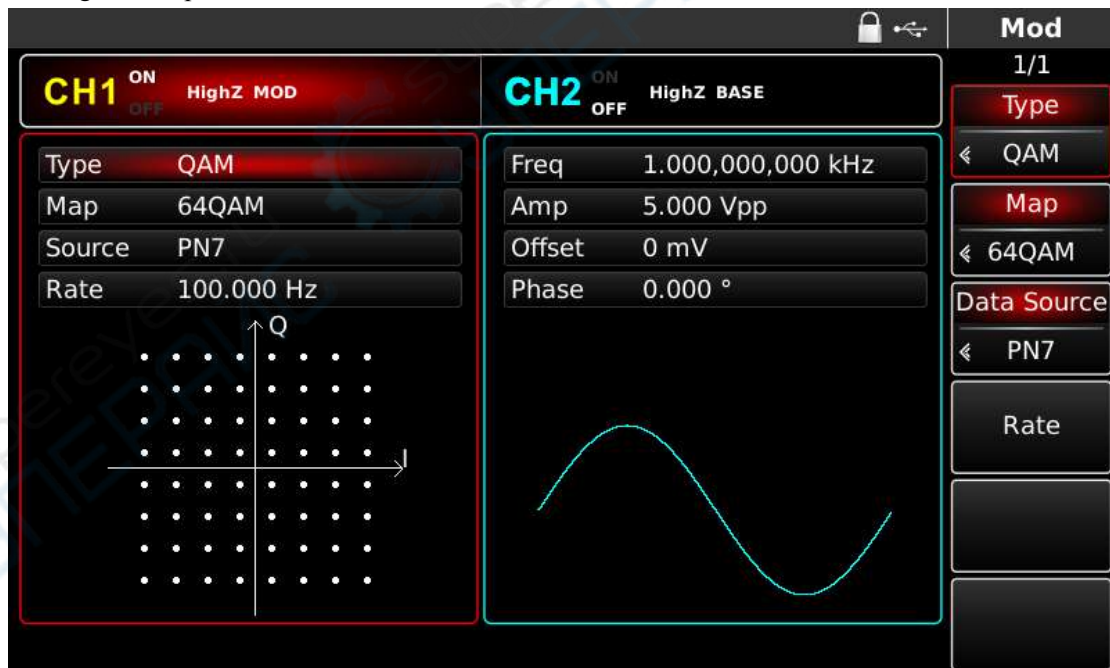 Mod
1/1
CH1 ON OFF HighZ MOD
CH2 ON OFF HighZ BASE
Type QAM
Map 64QAM
Source PN7
Rate 100.000 Hz
Q
I
Freq 1.000,000,000 kHz
Amp 5.000 Vpp
Offset 0 mV
Phase 0.000 °
Type
QAM
Map
64QAM
Data Source
PN7
Rate